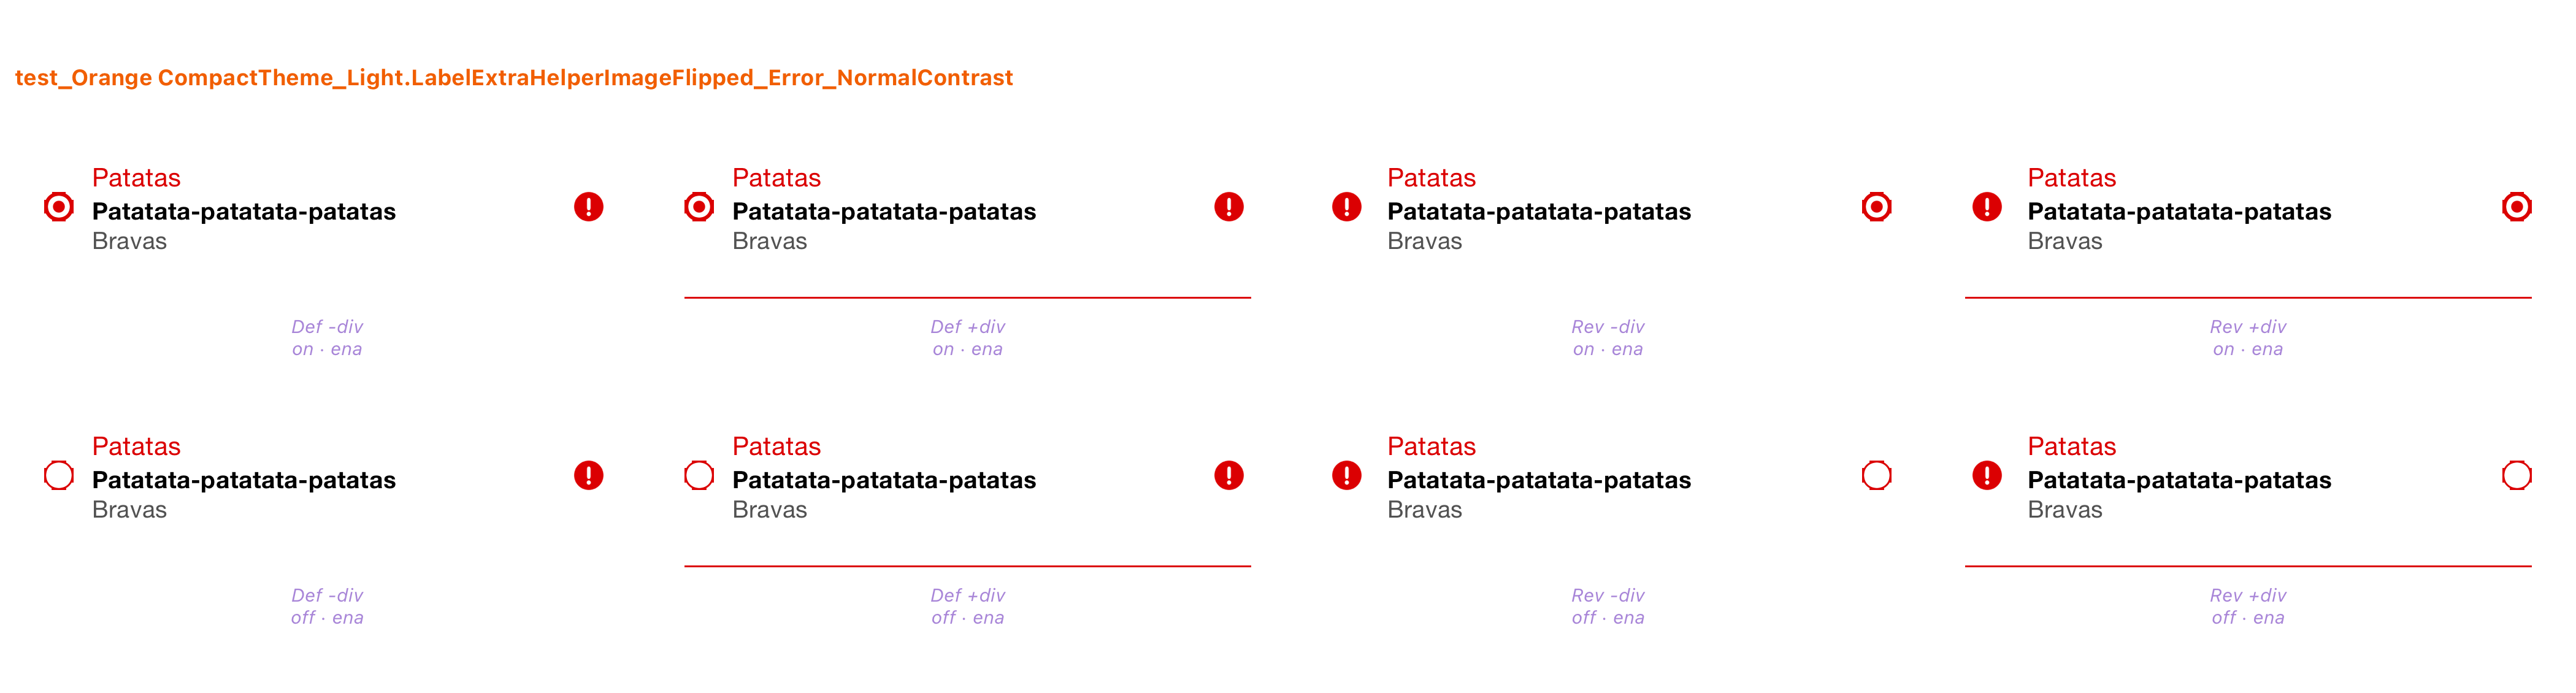 test_Orange CompactTheme_Light.LabelExtraHelperImageFlipped_Error_NormalContrast
Patatas
Patatata-patatata-patatas
Bravas
Def -div
on · ena
Patatas
Patatata-patatata-patatas
Bravas
Def +div
on · ena
Patatas
Patatata-patatata-patatas
Bravas
Rev -div
on · ena
Patatas
Patatata-patatata-patatas
Bravas
Rev +div
on · ena
Patatas
Patatata-patatata-patatas
Bravas
Def -div
off · ena
Patatas
Patatata-patatata-patatas
Bravas
Def +div
off · ena
Patatas
Patatata-patatata-patatas
Bravas
Rev -div
off · ena
Patatas
Patatata-patatata-patatas
Bravas
Rev +div
off · ena